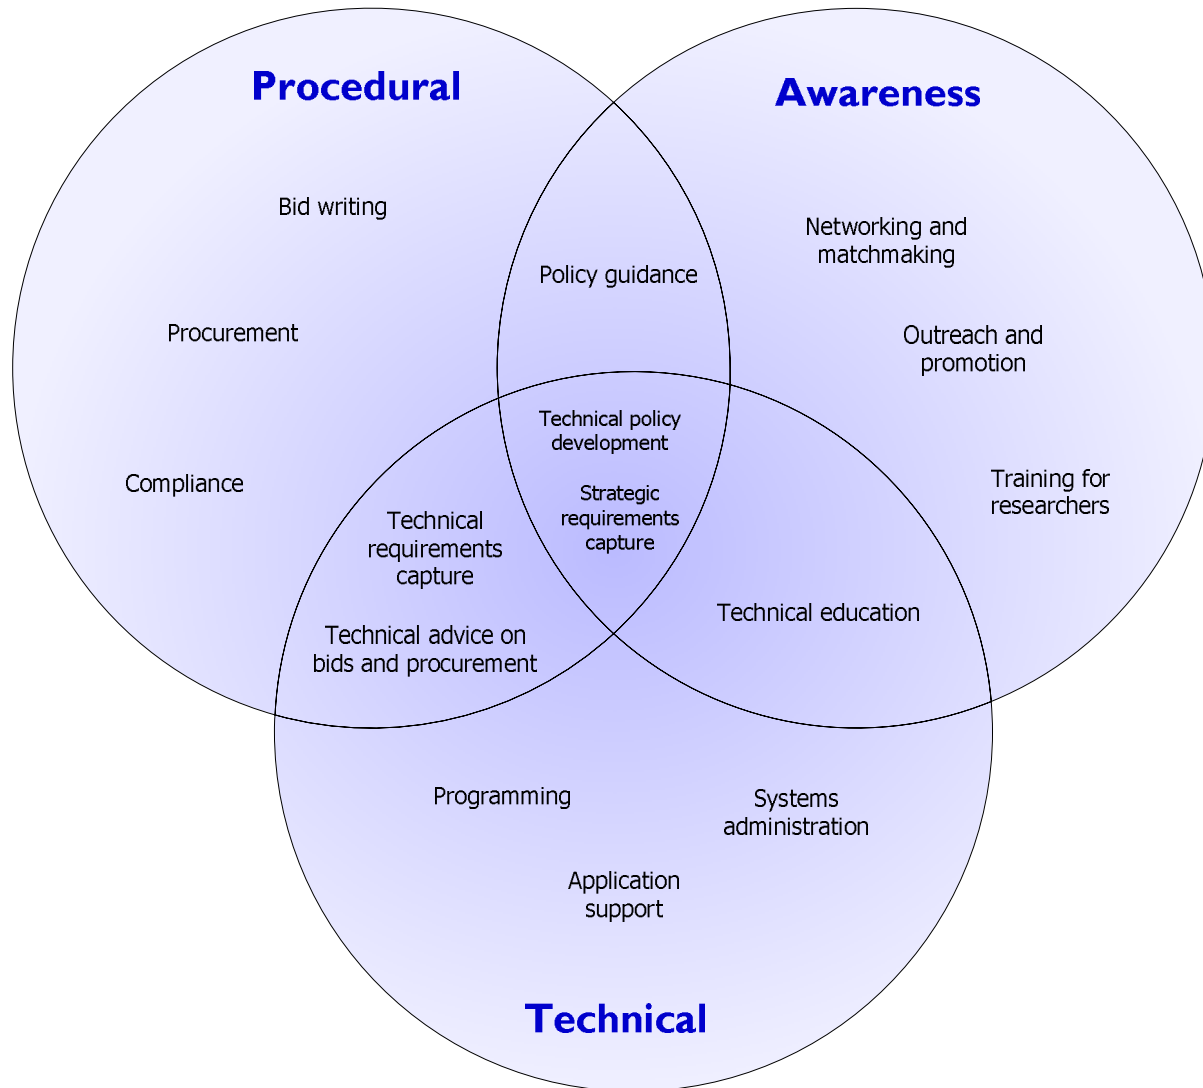 Procedural
Awareness
Bid writing
Networking and
matchmaking
Policy guidance
Procurement
Outreach and
promotion
Technical policy
development
Compliance
Training for
researchers
Strategic
requirements
capture
Technical
requirements
capture
Technical education
Technical advice on
bids and procurement
Programming
Systems
administration
Application
support
Technical